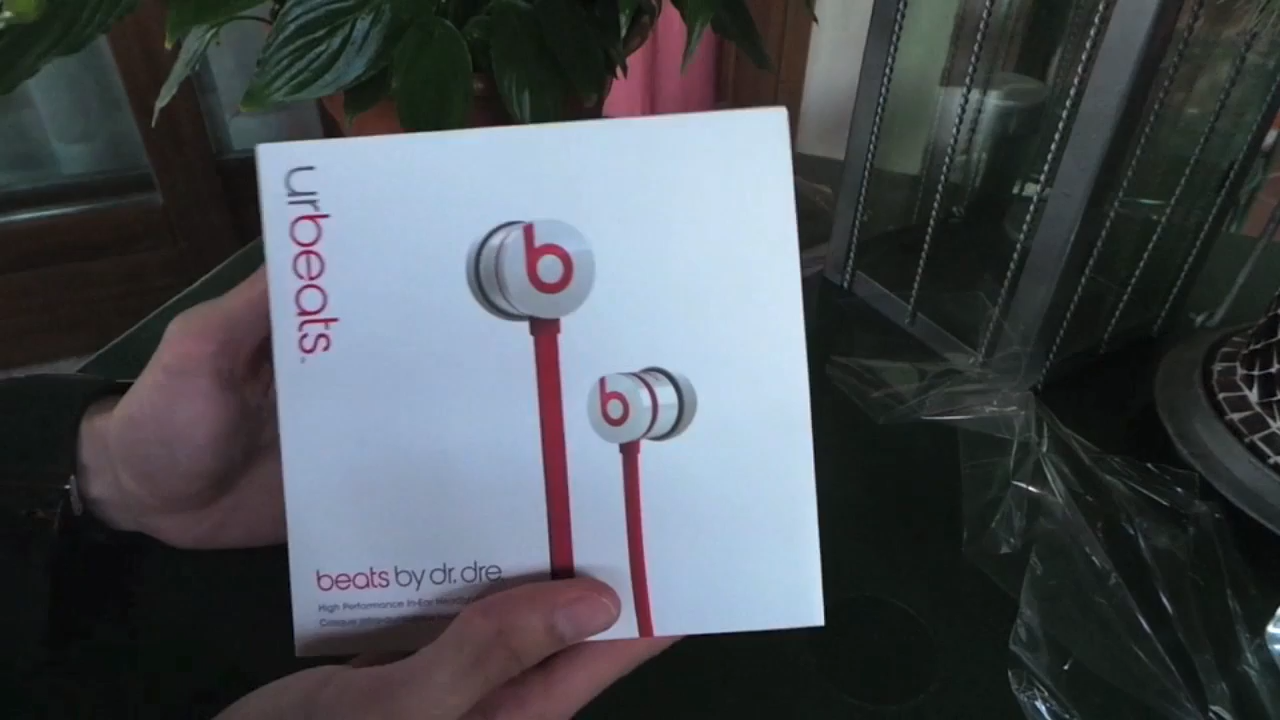 urbeats.
b
b
beats by dr. dre
High Performance In-Ear